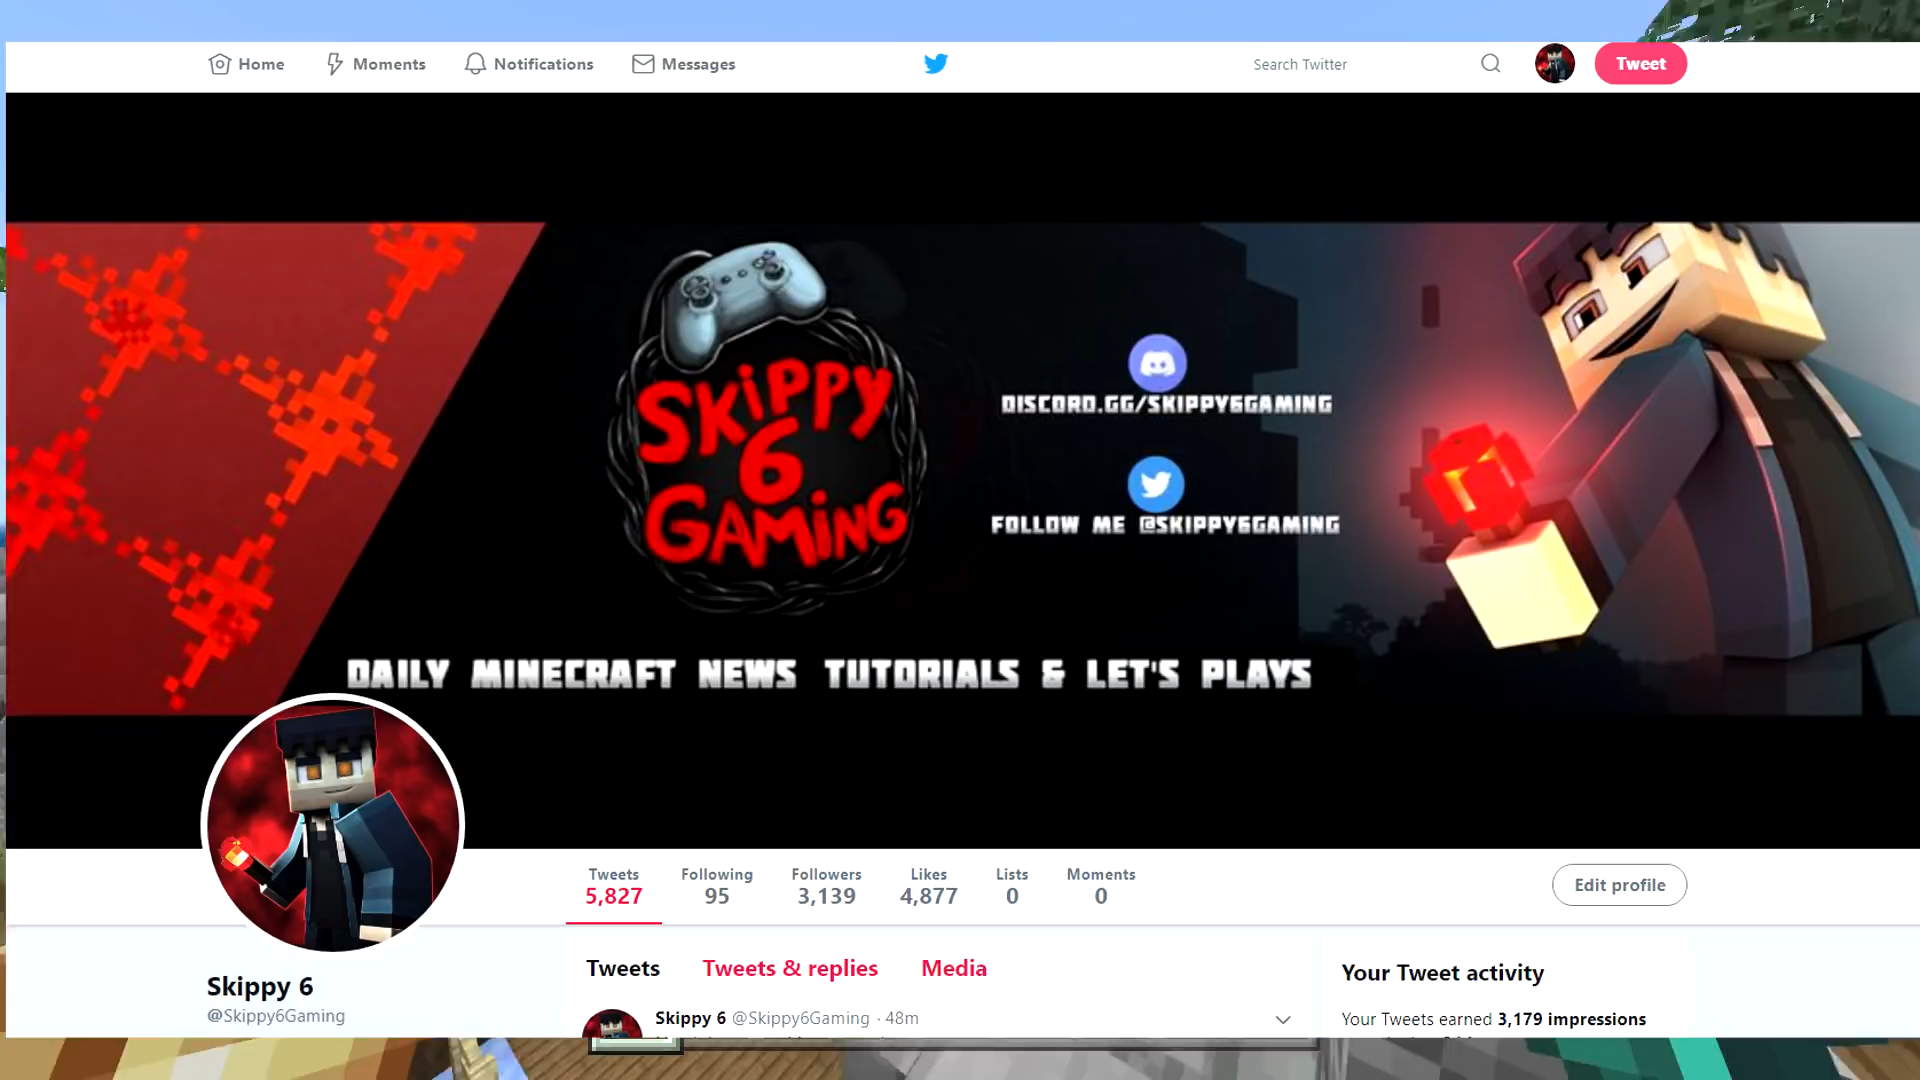 Home Moments Notifications Messages Search Twitter Tweet
SKiPPY
6
GAMiNG
DISCORD.GG/SKIPPY6GAMING
FOLLOW ME @SKIPPY6GAMING
DAILY MINECRAFT NEWS TUTORIALS & LET'S PLAYS
Tweets Following Followers Likes Lists Moments
5,827 95 3,139 4,877 0 0
Edit profile
Skippy 6
@Skippy6Gaming
Tweets Tweets & replies Media
Skippy 6 @Skippy6Gaming · 48m
Your Tweet activity
Your Tweets earned 3,179 impressions